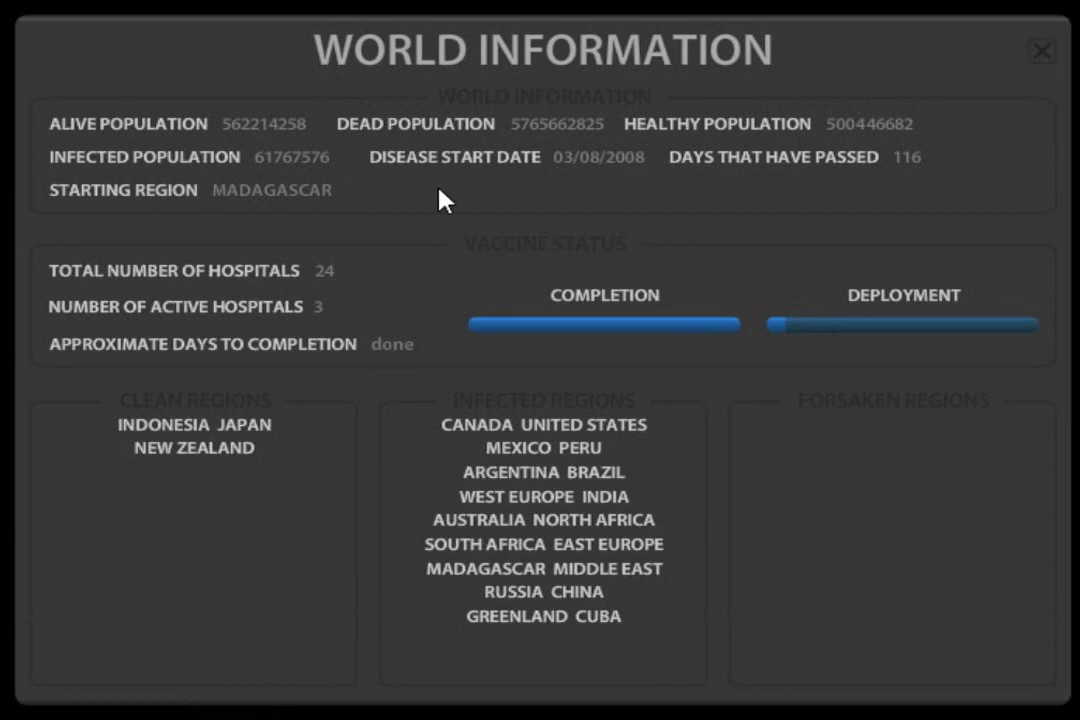 WORLD INFORMATION
WORLD INFORMATION
ALIVE POPULATION 562214258 DEAD POPULATION 5765662825 HEALTHY POPULATION 500446682
INFECTED POPULATION 61767576 DISEASE START DATE 03/08/2008 DAYS THAT HAVE PASSED 116
STARTING REGION MADAGASCAR
VACCINE STATUS
TOTAL NUMBER OF HOSPITALS 24
NUMBER OF ACTIVE HOSPITALS 3
APPROXIMATE DAYS TO COMPLETION done
COMPLETION
DEPLOYMENT
CLEAN REGIONS
INDONESIA JAPAN
NEW ZEALAND
INFECTED REGIONS
CANADA UNITED STATES
MEXICO PERU
ARGENTINA BRAZIL
WEST EUROPE INDIA
AUSTRALIA NORTH AFRICA
SOUTH AFRICA EAST EUROPE
MADAGASCAR MIDDLE EAST
RUSSIA CHINA
GREENLAND CUBA
FORSAKEN REGIONS